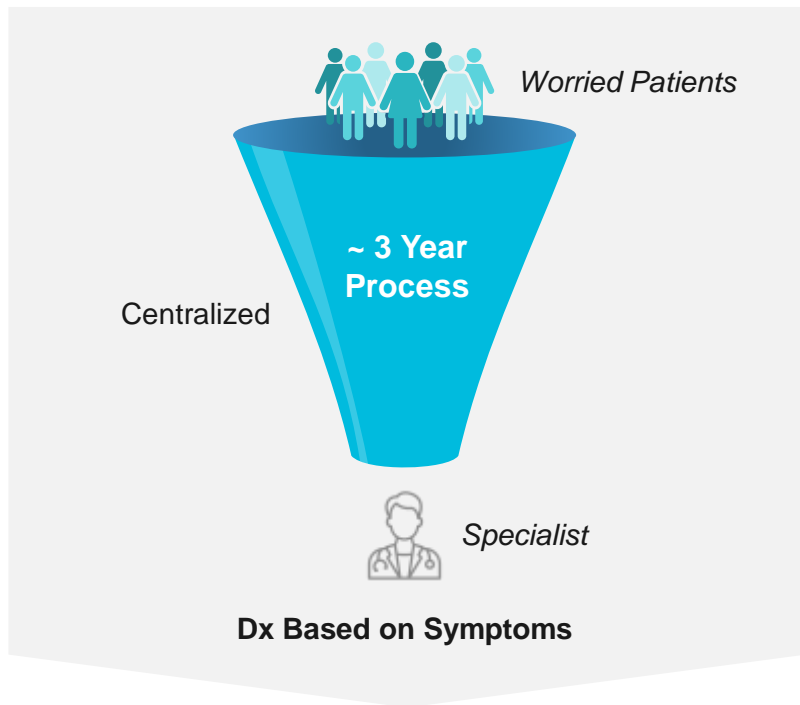 Worried Patients
~ 3 Year
Process
Centralized
Specialist
Dx Based on Symptoms